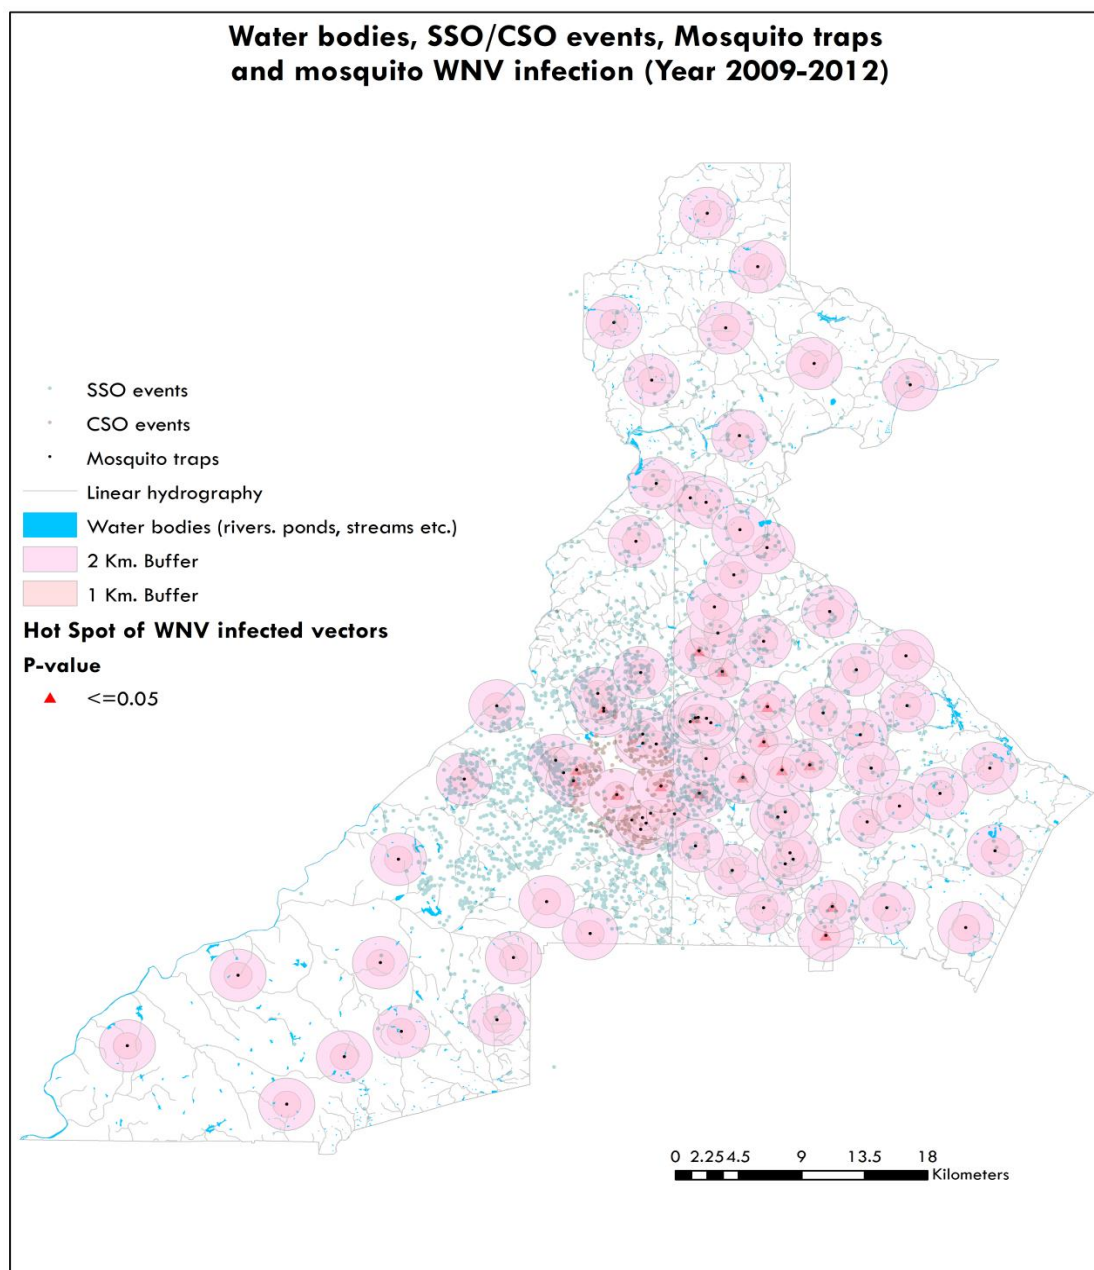 Water bodies, SSO/CSO events, Mosquito traps
and mosquito WNV infection (Year 2009-2012)
SSO events
CSO events
Mosquito traps
Linear hydrography
Water bodies (rivers. ponds, streams etc.)
2 Km. Buffer
1 Km. Buffer
Hot Spot of WNV infected vectors
P-value
<=0.05
0 2.25 4.5 9 13.5 18
Kilometers